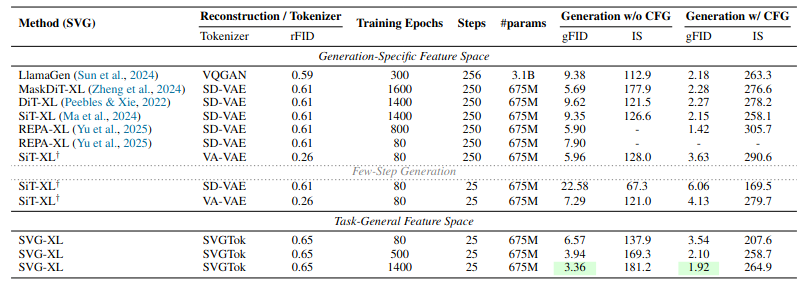 Method (SVG) Reconstruction / Tokenizer Training Epochs Steps #params Generation w/o CFG Generation w/ CFG
Tokenizer rFID gFID IS gFID IS
Generation-Specific Feature Space
LlamaGen (Sun et al., 2024) VQGAN 0.59 300 256 3.1B 9.38 112.9 2.18 263.3
MaskDiT-XL (Zheng et al., 2024) SD-VAE 0.61 1600 250 675M 5.69 177.9 2.28 276.6
DiT-XL (Peebles & Xie, 2022) SD-VAE 0.61 1400 250 675M 9.62 121.5 2.27 278.2
SiT-XL (Ma et al., 2024) SD-VAE 0.61 1400 250 675M 9.35 126.6 2.15 258.1
REPA-XL (Yu et al., 2025) SD-VAE 0.61 800 250 675M 5.90 - 1.42 305.7
REPA-XL (Yu et al., 2025) SD-VAE 0.61 80 250 675M 7.90 - - -
SiT-XL† VA-VAE 0.26 80 250 675M 5.96 128.0 3.63 290.6
Few-Step Generation
SiT-XL† SD-VAE 0.61 80 25 675M 22.58 67.3 6.06 169.5
SiT-XL† VA-VAE 0.26 80 25 675M 7.29 121.0 4.13 279.7
Task-General Feature Space
SVG-XL SVGTok 0.65 80 25 675M 6.57 137.9 3.54 207.6
SVG-XL SVGTok 0.65 500 25 675M 3.94 169.3 2.10 258.7
SVG-XL SVGTok 0.65 1400 25 675M 3.36 181.2 1.92 264.9